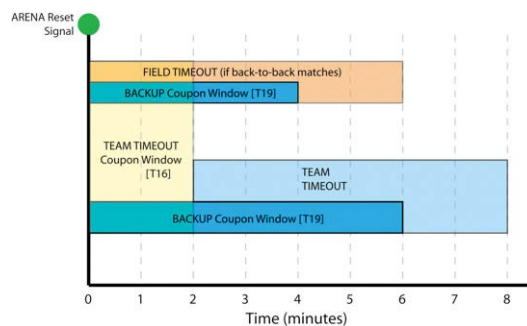 ARENA Reset
Signal
FIELD TIMEOUT (if back-to-back matches)
BACKUP Coupon Window [T19]
TEAM TIMEOUT
Coupon Window
[T16]
TEAM
TIMEOUT
BACKUP Coupon Window [T19]
0 1 2 3 4 5 6 7 8
Time (minutes)